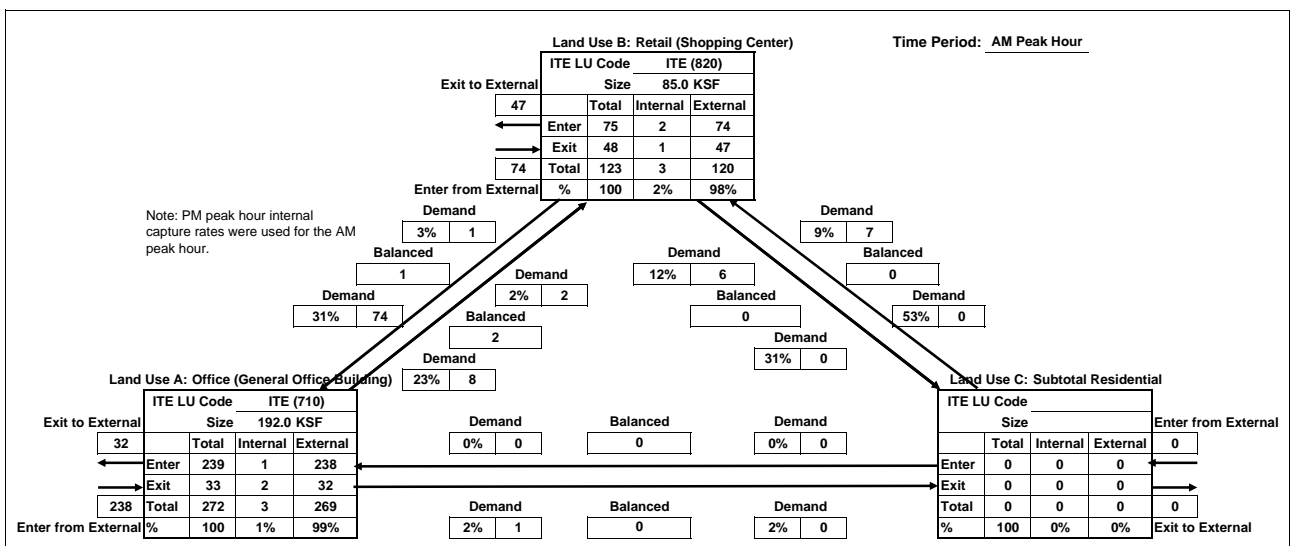 Land Use B: Retail (Shopping Center)
Time Period: AM Peak Hour
ITE LU Code ITE (820)
Exit to External Size 85.0 KSF
47 Total Internal External
Enter 75 2 74
Exit 48 1 47
74 Total 123 3 120
Enter from External % 100 2% 98%
Note: PM peak hour internal
capture rates were used for the AM
peak hour.
Demand
3% 1
Balanced
1
Demand
31% 74
Demand
2% 2
Balanced
2
Demand
23% 8
Demand
12% 6
Balanced
0
Demand
31% 0
Demand
9% 7
Balanced
0
Demand
53% 0
Land Use A: Office (General Office Building)
ITE LU Code ITE (710)
Exit to External Size 192.0 KSF
32 Total Internal External
Enter 239 1 238
Exit 33 2 32
238 Total 272 3 269
Enter from External % 100 1% 99%
Demand Balanced Demand
0% 0 0 0% 0
Demand Balanced Demand
2% 1 0 2% 0
Land Use C: Subtotal Residential
ITE LU Code
Size Enter from External
Total Internal External 0
Enter 0 0 0
Exit 0 0 0
Total 0 0 0 0
% 100 0% 0% Exit to External